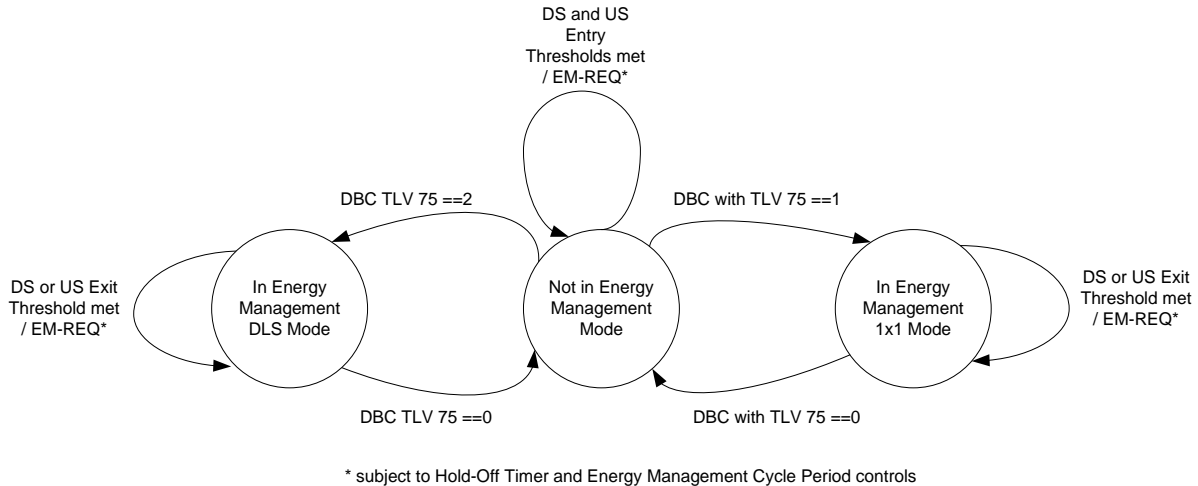 DS and US
Entry
Thresholds met
/ EM-REQ*
DBC TLV 75 ==2
DBC with TLV 75 ==1
DS or US Exit
Threshold met
/ EM-REQ*
In Energy
Management
DLS Mode
Not in Energy
Management
Mode
In Energy
Management
1x1 Mode
DS or US Exit
Threshold met
/ EM-REQ*
DBC TLV 75 ==0
DBC with TLV 75 ==0
* subject to Hold-Off Timer and Energy Management Cycle Period controls